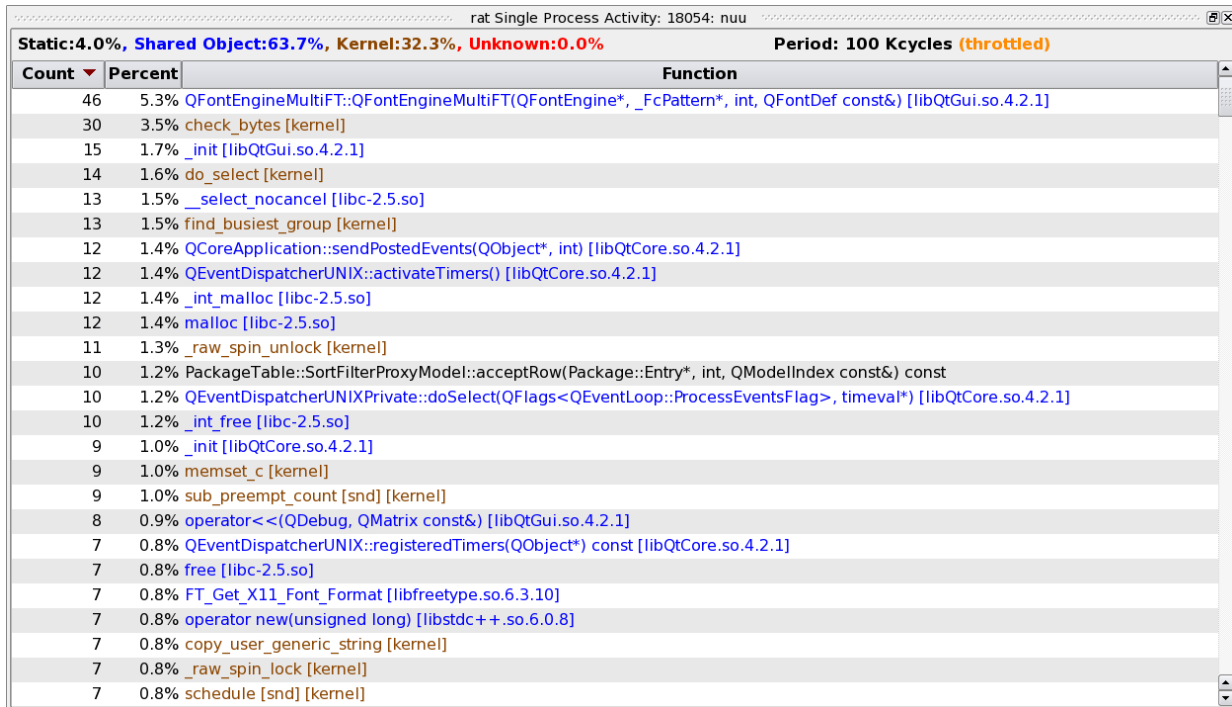 rat Single Process Activity: 18054: nuu
Static:4.0%, Shared Object:63.7%, Kernel:32.3%, Unknown:0.0% Period: 100 Kcycles (throttled)
Count Percent Function
46 5.3% QFontEngineMultiFT::QFontEngineMultiFT(QFontEngine*, _FcPattern*, int, QFontDef const&) [libQtGui.so.4.2.1]
30 3.5% check_bytes [kernel]
15 1.7% _init [libQtGui.so.4.2.1]
14 1.6% do_select [kernel]
13 1.5% __select_nocancel [libc-2.5.so]
13 1.5% find_busiest_group [kernel]
12 1.4% QCoreApplication::sendPostedEvents(QObject*, int) [libQtCore.so.4.2.1]
12 1.4% QEventDispatcherUNIX::activateTimers() [libQtCore.so.4.2.1]
12 1.4% _int_malloc [libc-2.5.so]
12 1.4% malloc [libc-2.5.so]
11 1.3% _raw_spin_unlock [kernel]
10 1.2% PackageTable::SortFilterProxyModel::acceptRow(Package::Entry*, int, QModelIndex const&) const
10 1.2% QEventDispatcherUNIXPrivate::doSelect(QFlags<QEventLoop::ProcessEventsFlag>, timeval*) [libQtCore.so.4.2.1]
10 1.2% _int_free [libc-2.5.so]
9 1.0% _init [libQtCore.so.4.2.1]
9 1.0% memset_c [kernel]
9 1.0% sub_preempt_count [snd] [kernel]
8 0.9% operator<<(QDebug, QMatrix const&) [libQtGui.so.4.2.1]
7 0.8% QEventDispatcherUNIX::registeredTimers(QObject*) const [libQtCore.so.4.2.1]
7 0.8% free [libc-2.5.so]
7 0.8% FT_Get_X11_Font_Format [libfreetype.so.6.3.10]
7 0.8% operator new(unsigned long) [libstdc++.so.6.0.8]
7 0.8% copy_user_generic_string [kernel]
7 0.8% _raw_spin_lock [kernel]
7 0.8% schedule [snd] [kernel]